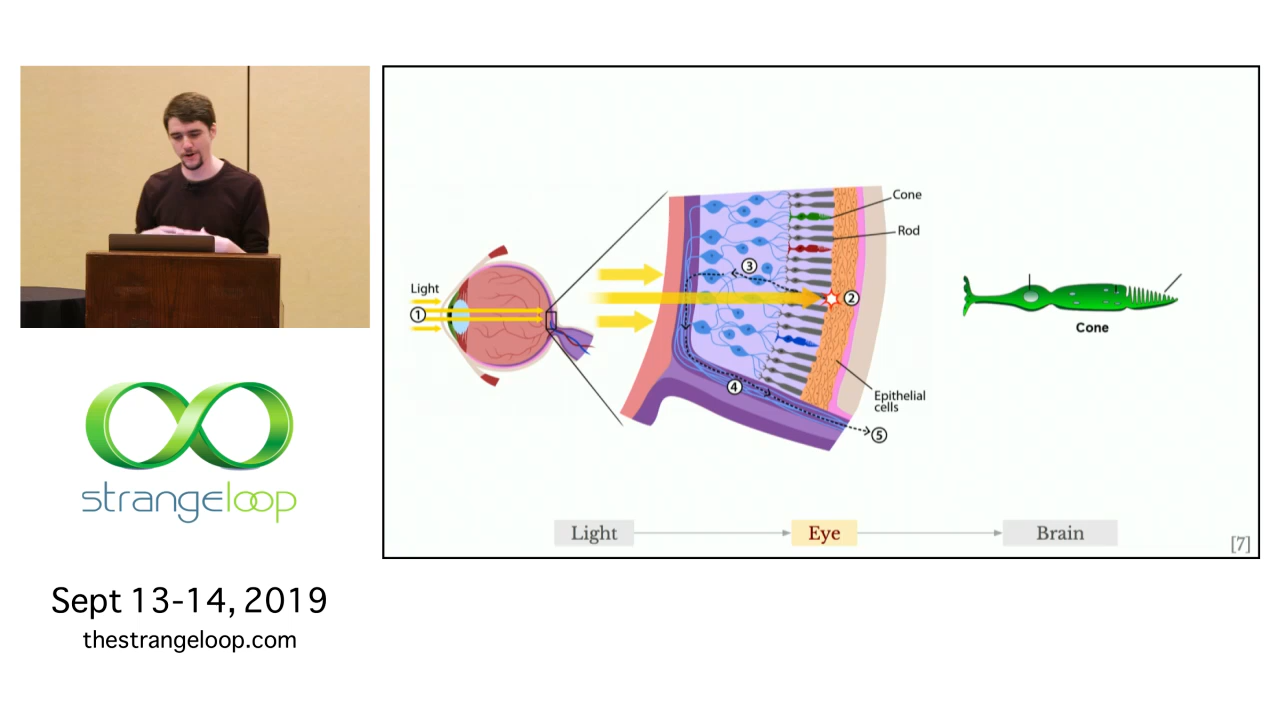 Light
1
2
3
4
5
Cone
Rod
Epithelial
cells
Cone
Light
Eye
Brain
[7]
strangeloop
Sept 13-14, 2019
thestrangeloop.com